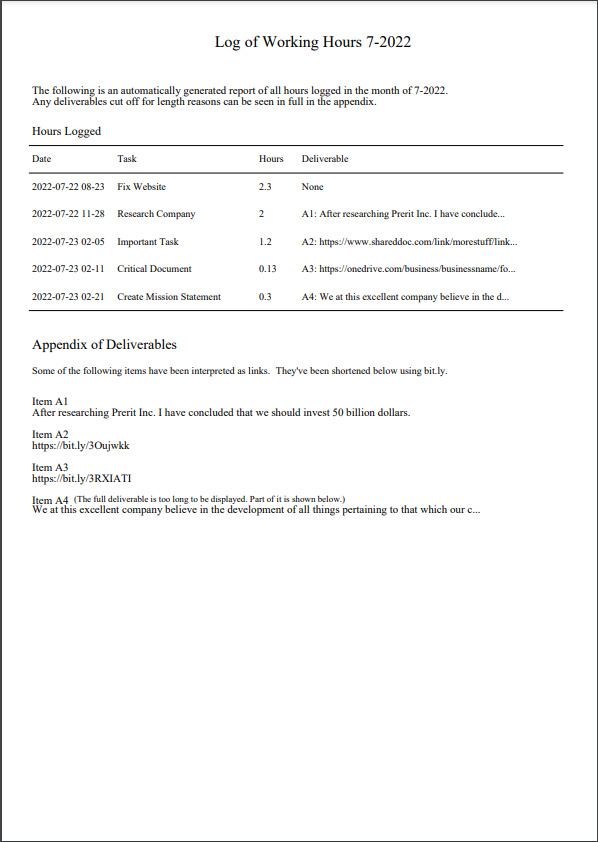 Log of Working Hours 7-2022
The following is an automatically generated report of all hours logged in the month of 7-2022.
Any deliverables cut off for length reasons can be seen in full in the appendix.
Hours Logged
Date Task Hours Deliverable
2022-07-22 08-23 Fix Website 2.3 None
2022-07-22 11-28 Research Company 2 A1: After researching Prerit Inc. I have conclude...
2022-07-23 02-05 Important Task 1.2 A2: https://www.shareddoc.com/link/morestuff/link...
2022-07-23 02-11 Critical Document 0.13 A3: https://onedrive.com/business/businessname/fo...
2022-07-23 02-21 Create Mission Statement 0.3 A4: We at this excellent company believe in the d...
Appendix of Deliverables
Some of the following items have been interpreted as links. They've been shortened below using bit.ly.
Item A1
After researching Prerit Inc. I have concluded that we should invest 50 billion dollars.
Item A2
https://bit.ly/3Oujwkk
Item A3
https://bit.ly/3RXIATI
Item A4 (The full deliverable is too long to be displayed. Part of it is shown below.)
We at this excellent company believe in the development of all things pertaining to that which our c...